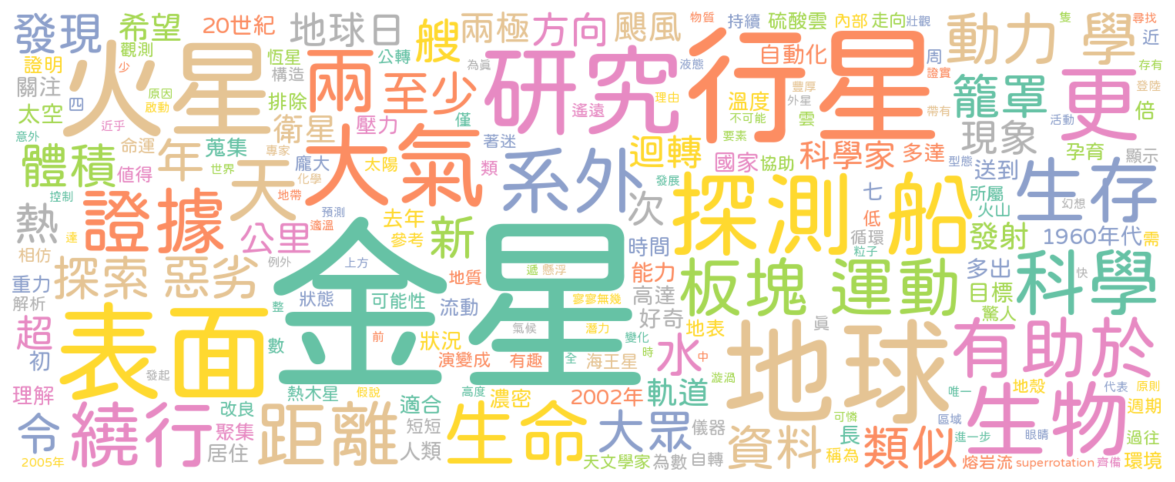 發現 希望 20世紀 地球日 艘 兩極 方向 颶風 物質 持續 硫酸雲 內部 走向 壯觀 動力 學 隻 尋找 近
證明 觀測 火星 恆星 公轉 兩 至少 為真 研究 液態 自動化 行星 周 證實 籠罩 更 存有 登陸
關注 少 四 原因 啟動 構造 排除 衛星 壓力 僅 遙遠 理由 溫度 豐厚 外星 不可能 雲 帶有 現象 倍
太空 近乎 意外 命運 年 蒐集 專家 大氣 著迷 系外 迴轉 要素 科學家 多達 活動 孕育 顯示
體積 值得 世界 天 龐大 太陽 類 發展 國家 協助 型態 送到 生存
控制 證據 化學 地帶 預測 適溫 次 探測 船 七 低 所屬 火山 幻想
熱 公里 去年 參考 新 時間 循環 粒子 發射 1960年代 需
相仿 達 探索 惡劣 例外 金星 上方 地質 遞 懸浮 能力 板塊 運動 多出 科學 快
重力 解析 狀態 整 可能性 流動 寥寥無幾 高達 好奇 目標 驚人
超 初 表面 數 前 狀況 氣候 潛力 變化 地表 水 真 地球 有助於
發起 熱木星 假說 演變成 有趣 全 海王星 時 中 漩渦 軌道 唯一 地殼 代表 原則
理解 令 繞行 改良 距離 適合 高度 濃密 2002年 可憐 區域 生物 週期
聚集 居住 短短 人類 生命 大眾 儀器 資料 長 稱為 類似 進一步 眼睛 過往
2005年 天文學家 為數 自轉 熔岩流 superrotation 齊備 環境